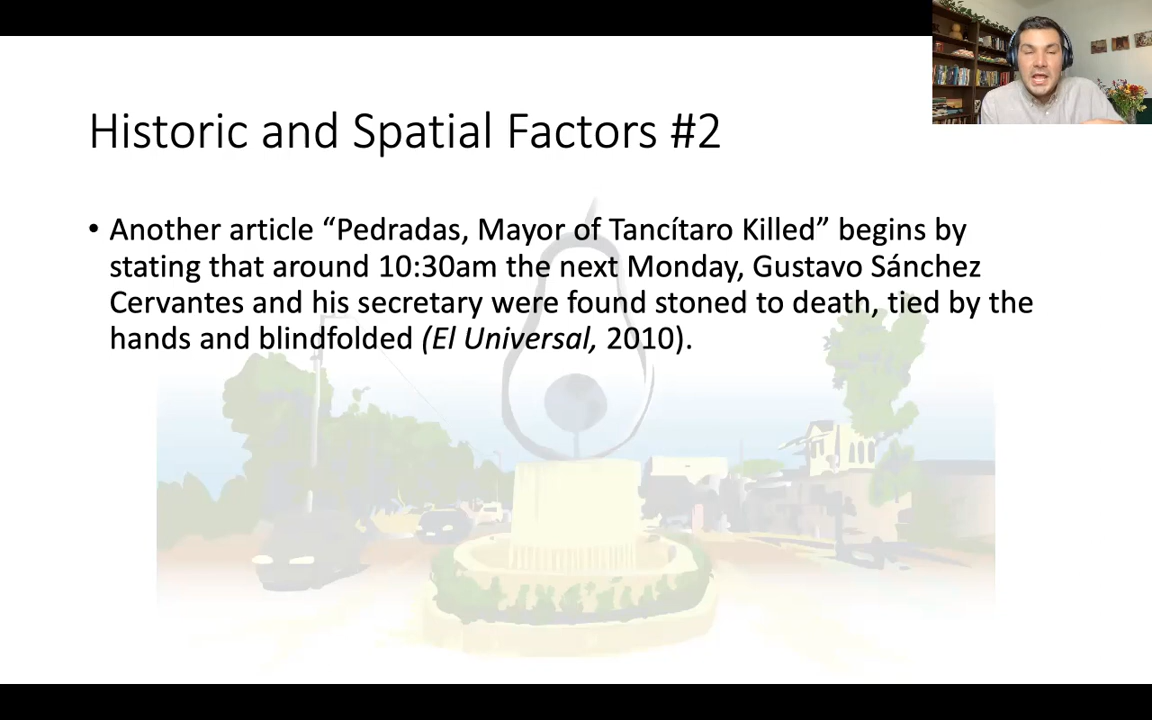 Historic and Spatial Factors #2
• Another article “Pedradas, Mayor of Tancítaro Killed” begins by
stating that around 10:30am the next Monday, Gustavo Sánchez
Cervantes and his secretary were found stoned to death, tied by the
hands and blindfolded (El Universal, 2010).